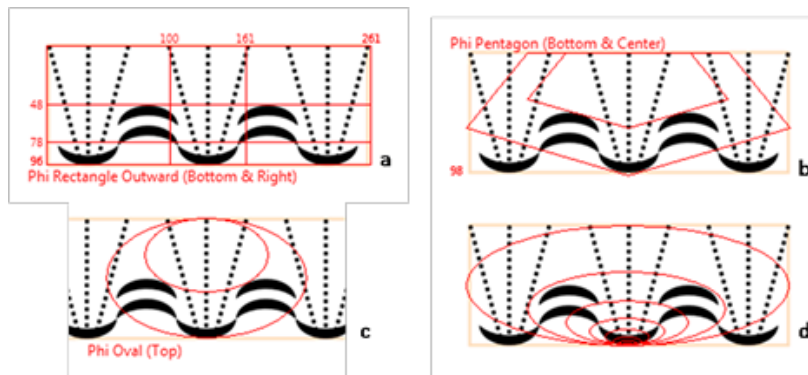 100 161 261
48
78
96
a
Phi Rectangle Outward (Bottom & Right)
Phi Pentagon (Bottom & Center)
98
b
c
Phi Oval (Top)
d